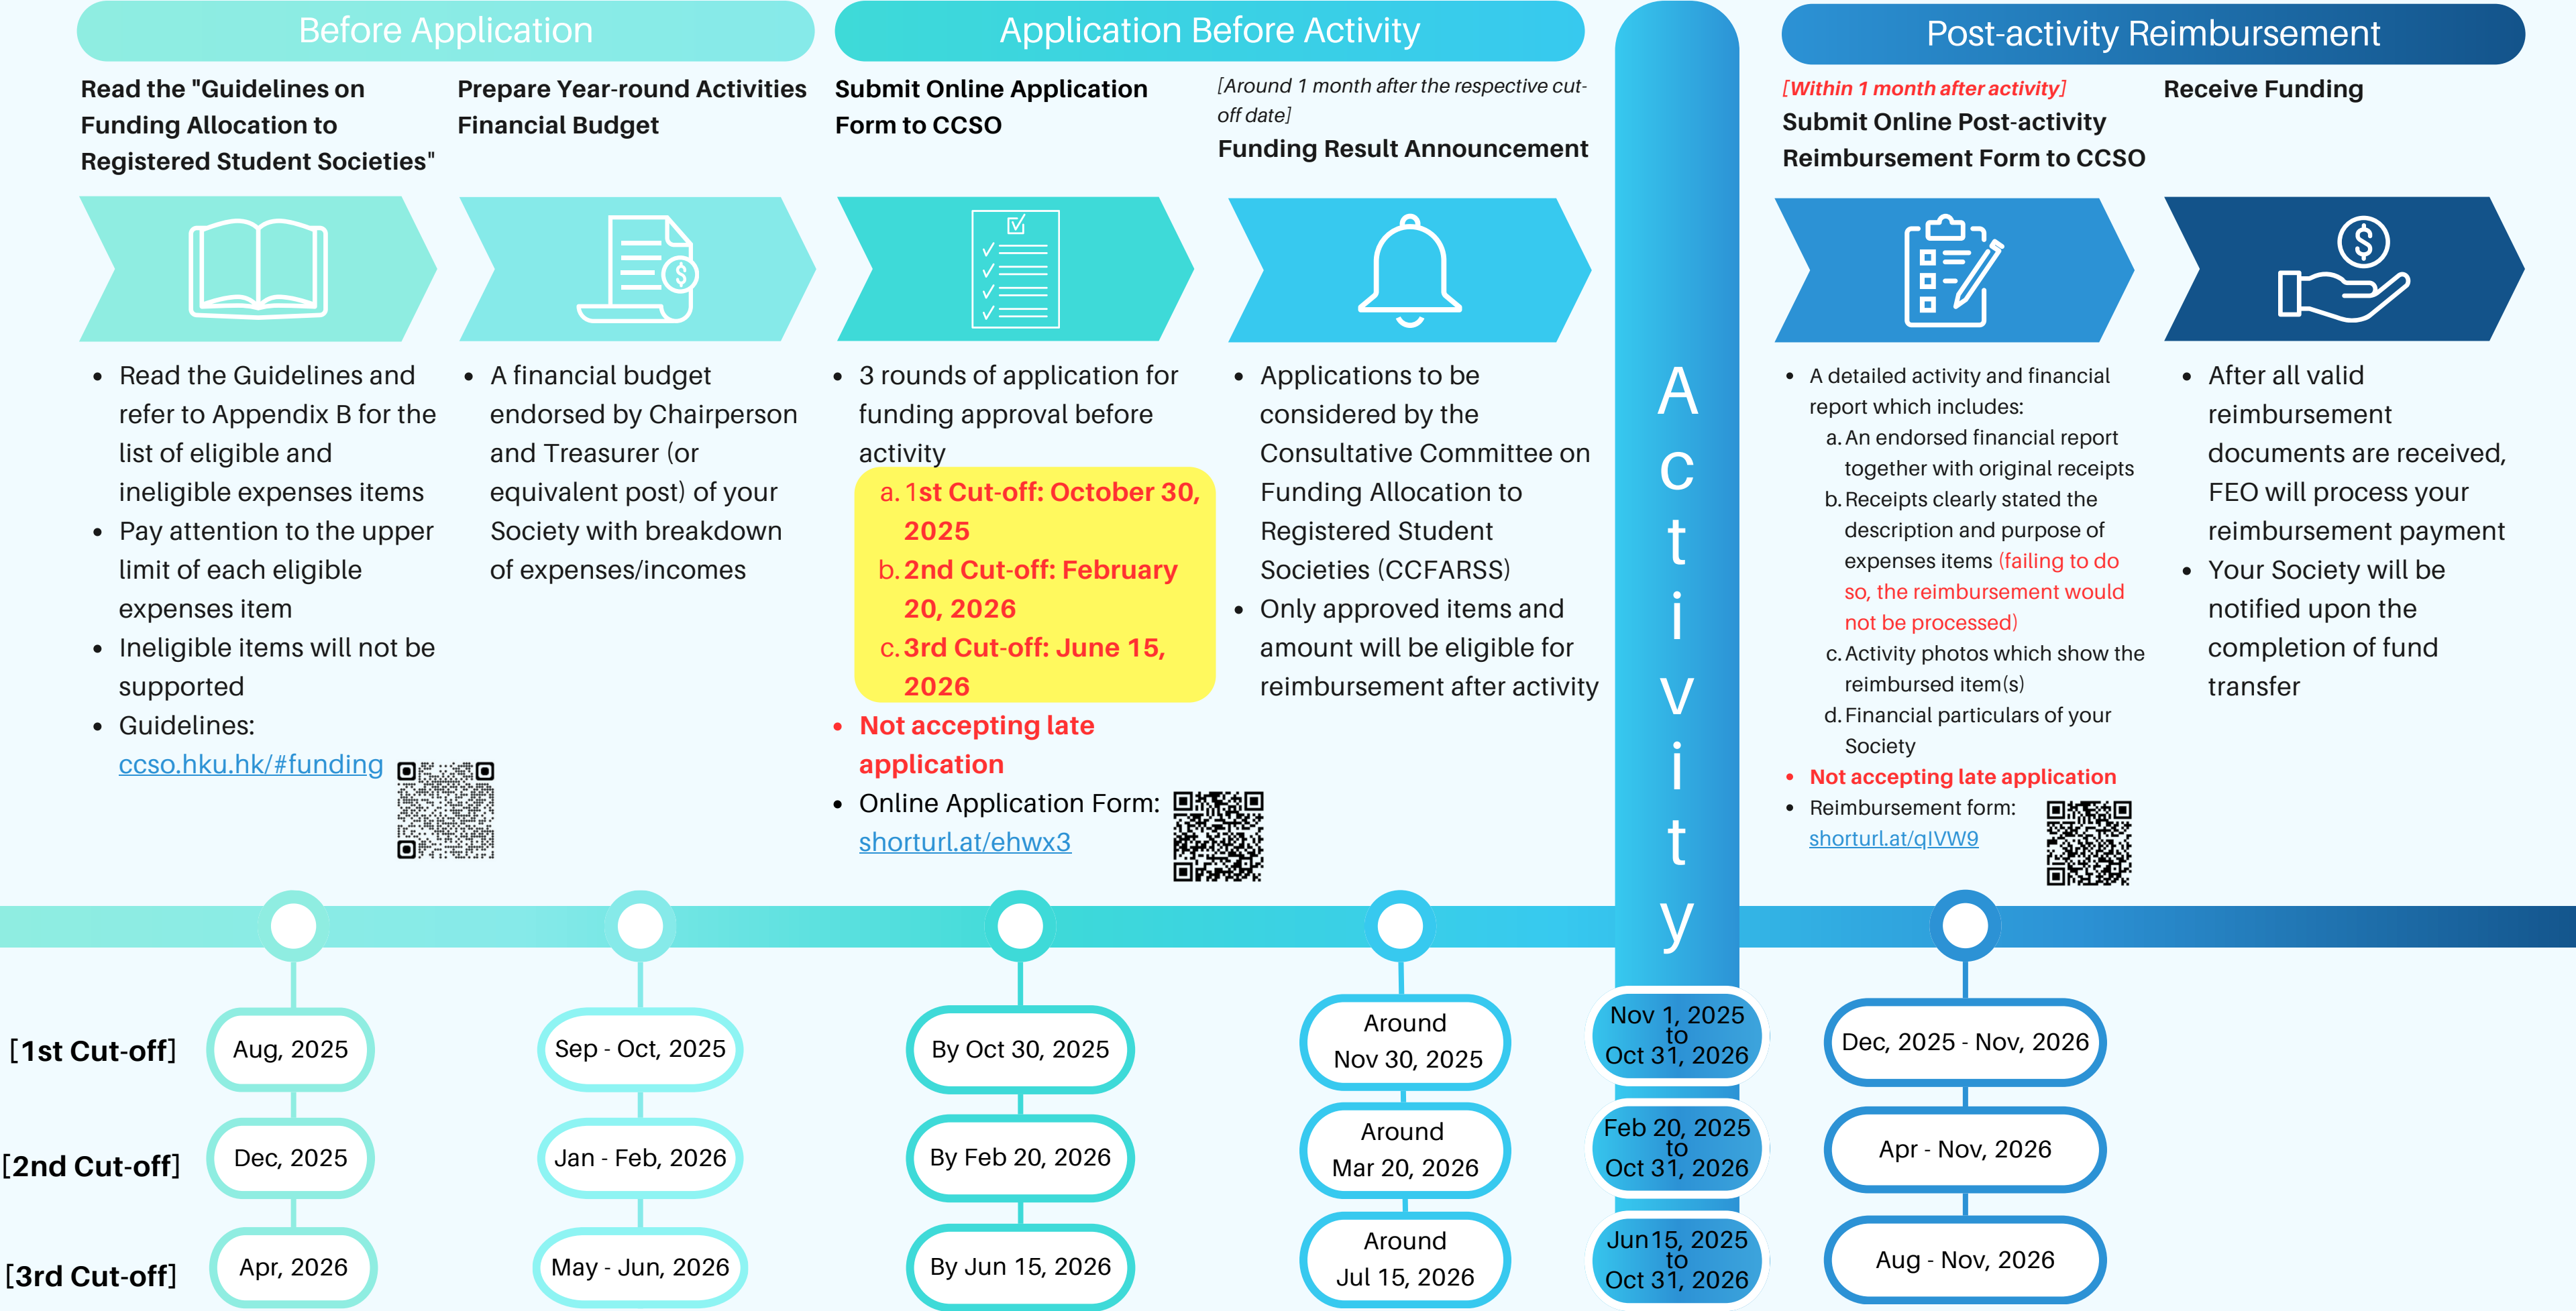 Before Application
Read the "Guidelines on
Funding Allocation to
Registered Student Societies"
Prepare Year-round Activities
Financial Budget
Read the Guidelines and
refer to Appendix B for the
list of eligible and
ineligible expenses items
Pay attention to the upper
limit of each eligible
expenses item
Ineligible items will not be
supported
Guidelines:
ccso.hku.hk/#funding
A financial budget
endorsed by Chairperson
and Treasurer (or
equivalent post) of your
Society with breakdown
of expenses/incomes
Application Before Activity
Submit Online Application
Form to CCSO
[Around 1 month after the respective cut-
off date]
Funding Result Announcement
3 rounds of application for
funding approval before
activity
a. 1st Cut-off: October 30,
2025
b. 2nd Cut-off: February
20, 2026
c. 3rd Cut-off: June 15,
2026
Not accepting late
application
Online Application Form:
shorturl.at/ehwx3
Applications to be
considered by the
Consultative Committee on
Funding Allocation to
Registered Student
Societies (CCFARSS)
Only approved items and
amount will be eligible for
reimbursement after activity
Activity
Post-activity Reimbursement
[Within 1 month after activity]
Submit Online Post-activity
Reimbursement Form to CCSO
Receive Funding
A detailed activity and financial
report which includes:
a. An endorsed financial report
together with original receipts
b. Receipts clearly stated the
description and purpose of
expenses items (failing to do
so, the reimbursement would
not be processed)
c. Activity photos which show the
reimbursed item(s)
d. Financial particulars of your
Society
Not accepting late application
Reimbursement form:
shorturl.at/qIVW9
After all valid
reimbursement
documents are received,
FEO will process your
reimbursement payment
Your Society will be
notified upon the
completion of fund
transfer
[1st Cut-off]
Aug, 2025
Sep - Oct, 2025
By Oct 30, 2025
Around
Nov 30, 2025
Nov 1, 2025
to
Oct 31, 2026
Dec, 2025 - Nov, 2026
[2nd Cut-off]
Dec, 2025
Jan - Feb, 2026
By Feb 20, 2026
Around
Mar 20, 2026
Feb 20, 2025
to
Oct 31, 2026
Apr - Nov, 2026
[3rd Cut-off]
Apr, 2026
May - Jun, 2026
By Jun 15, 2026
Around
Jul 15, 2026
Jun15, 2025
to
Oct 31, 2026
Aug - Nov, 2026